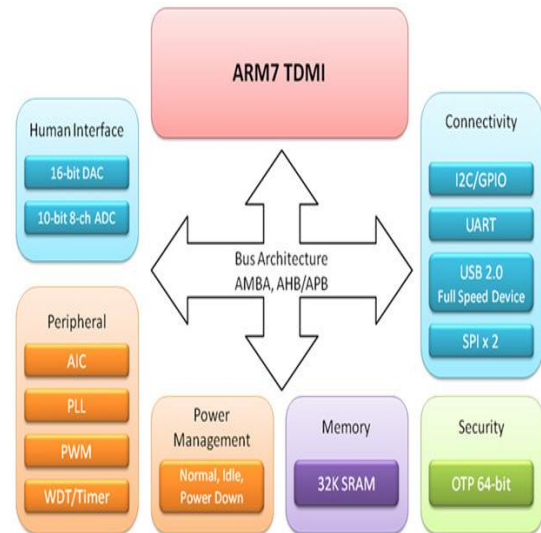 ARM7 TDMI
Human Interface
16-bit DAC
10-bit 8-ch ADC
Connectivity
I2C/GPIO
UART
USB 2.0
Full Speed Device
SPI x 2
Bus Architecture
AMBA, AHB/APB
Peripheral
AIC
PLL
PWM
WDT/Timer
Power
Management
Normal, Idle,
Power Down
Memory
32K SRAM
Security
OTP 64-bit